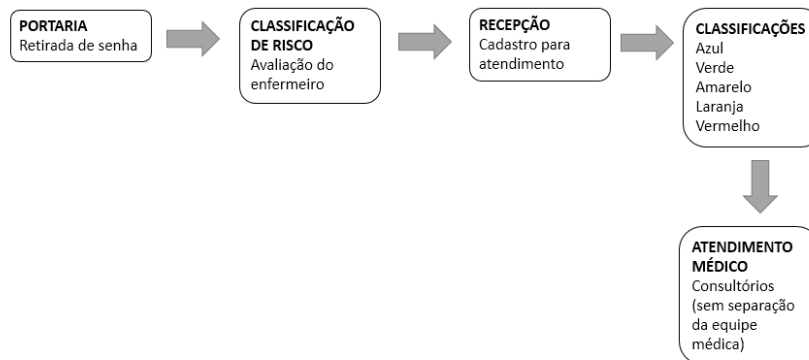 PORTARIA
Retirada de senha
CLASSIFICAÇÃO
DE RISCO
Avaliação do
enfermeiro
RECEPÇÃO
Cadastro para
atendimento
CLASSIFICAÇÕES
Azul
Verde
Amarelo
Laranja
Vermelho
ATENDIMENTO
MÉDICO
Consultórios
(sem separação
da equipe
médica)